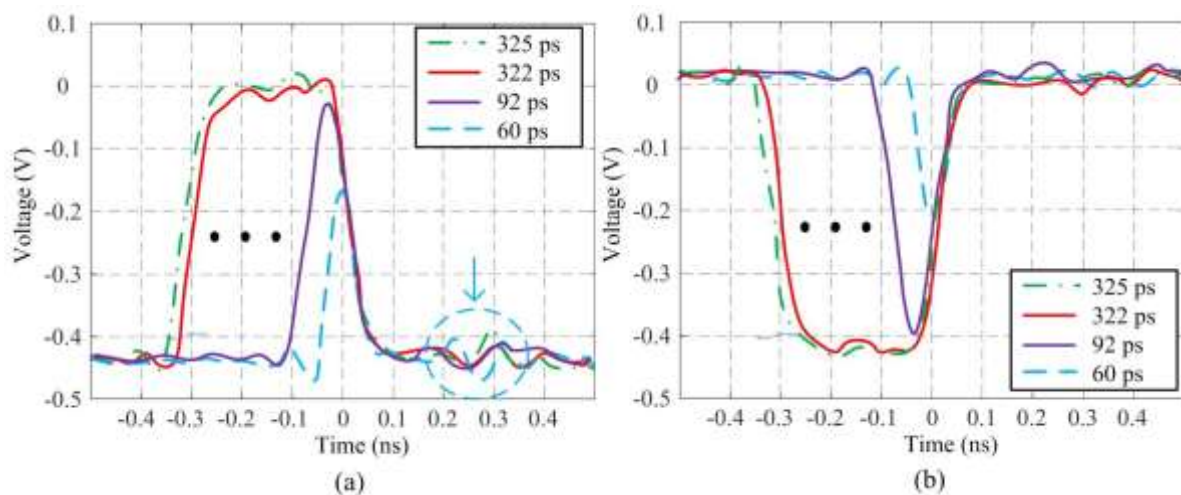 0.1
0
-0.1
-0.2
-0.3
-0.4
-0.5
Voltage (V)
325 ps
322 ps
92 ps
60 ps
-0.4 -0.3 -0.2 -0.1 0 0.1 0.2 0.3 0.4
Time (ns)
(a)
0.1
0
-0.1
-0.2
-0.3
-0.4
-0.5
Voltage (V)
325 ps
322 ps
92 ps
60 ps
-0.4 -0.3 -0.2 -0.1 0 0.1 0.2 0.3 0.4
Time (ns)
(b)